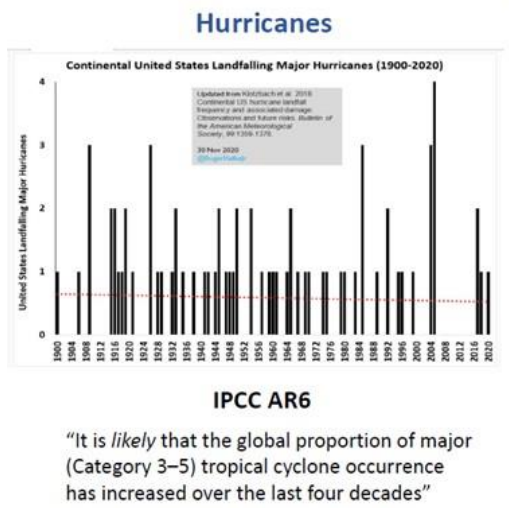 Hurricanes
Continental United States Landfalling Major Hurricanes (1900-2020)
Updated from Klotzbach et al. 2018
Continental US hurricane landfall
frequency and associated damage:
Observations and future risks. Bulletin of
the American Meteorological
Society, 99:1359-1376.
30 Nov 2020
United States Landfalling Major Huricanes
4
3
2
1
0
1900 1904 1908 1912 1916 1920 1924 1928 1932 1936 1940 1944 1948 1952 1956 1960 1964 1968 1972 1976 1980 1984 1988 1992 1996 2000 2004 2008 2012 2016 2020
IPCC AR6
“It is likely that the global proportion of major
(Category 3–5) tropical cyclone occurrence
has increased over the last four decades”